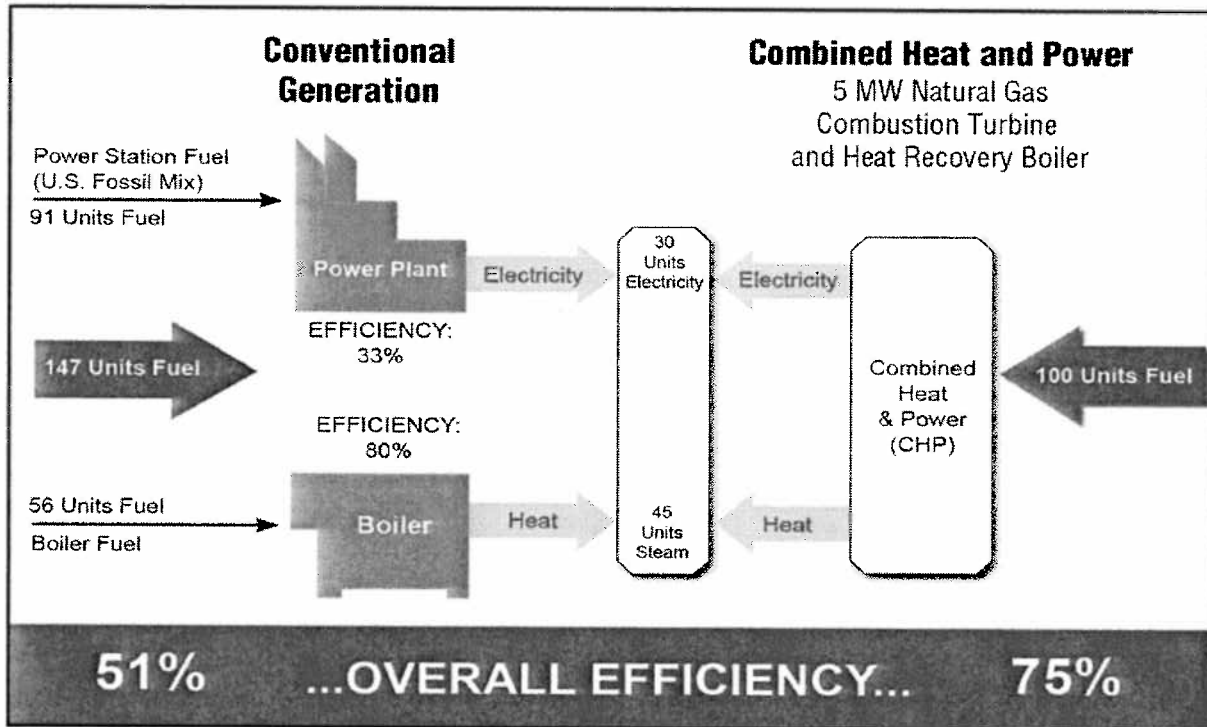 Conventional
Generation
Combined Heat and Power
5 MW Natural Gas
Combustion Turbine
and Heat Recovery Boiler
Power Station Fuel
(U.S. Fossil Mix)
91 Units Fuel
Power Plant
Electricity
30
Units
Electricity
Electricity
EFFICIENCY:
33%
147 Units Fuel
Combined
Heat
& Power
(CHP)
100 Units Fuel
EFFICIENCY:
80%
56 Units Fuel
Boiler Fuel
Boiler
Heat
45
Units
Steam
Heat
51% ...OVERALL EFFICIENCY... 75%